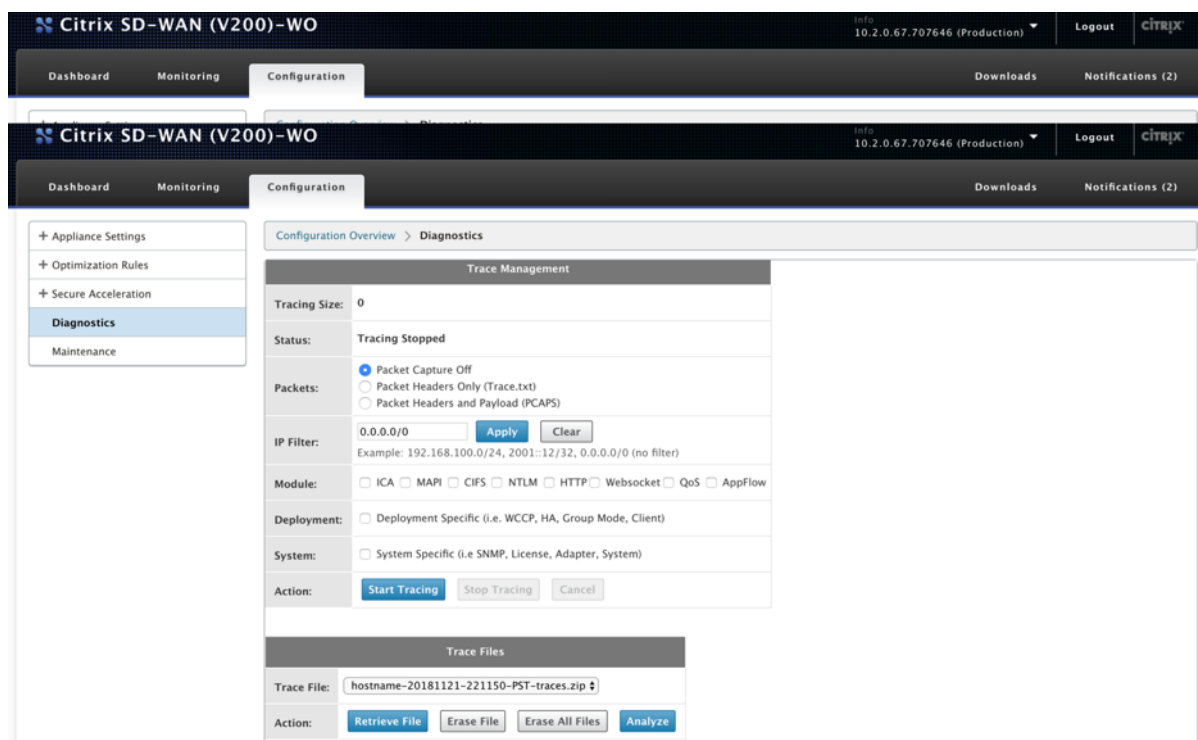 Citrix SD-WAN (V200)-WO
Info
10.2.0.67.707646 (Production)
Logout
CİTRIX
Dashboard Monitoring Configuration Downloads Notifications (2)
Citrix SD-WAN (V200)-WO
Info
10.2.0.67.707646 (Production)
Logout
CİTRIX
Dashboard Monitoring Configuration Downloads Notifications (2)
+ Appliance Settings
+ Optimization Rules
+ Secure Acceleration
Diagnostics
Maintenance
Configuration Overview > Diagnostics
Trace Management
Tracing Size: 0
Status: Tracing Stopped
Packets:
Packet Capture Off
Packet Headers Only (Trace.txt)
Packet Headers and Payload (PCAPS)
IP Filter: 0.0.0.0/0 Apply Clear
Example: 192.168.100.0/24, 2001::12/32, 0.0.0.0/0 (no filter)
Module: ICA MAPI CIFS NTLM HTTP Websocket QoS AppFlow
Deployment: Deployment Specific (i.e. WCCP, HA, Group Mode, Client)
System: System Specific (i.e SNMP, License, Adapter, System)
Action: Start Tracing Stop Tracing Cancel
Trace Files
Trace File: hostname-20181121-221150-PST-traces.zip
Action: Retrieve File Erase File Erase All Files Analyze